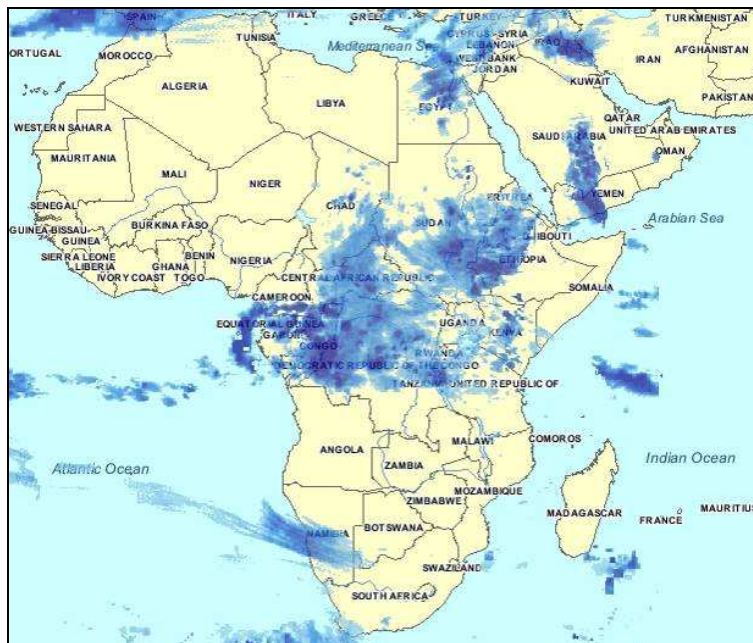 SPAIN
ITALY
GREECE
TURKEY
TURKMENISTAN
PORTUGAL
TUNISIA
Mediterranean Sea
CYPRUS
SYRIA
LEBANON
IRAQ
IRAN
AFGHANISTAN
MOROCCO
WEST BANK
JORDAN
ALGERIA
LIBYA
EGYPT
KUWAIT
PAKISTAN
WESTERN SAHARA
SAUDI ARABIA
QATAR
UNITED ARAB EMIRATES
OMAN
MAURITANIA
MALI
NIGER
CHAD
SUDAN
ERITREA
YEMEN
Arabian Sea
SENEGAL
GUINEA-BISSAU
GUINEA
BURKINA FASO
BENIN
NIGERIA
DJIBOUTI
ETHIOPIA
SIERRA LEONE
LIBERIA
IVORY COAST
GHANA
TOGO
CENTRAL AFRICAN REPUBLIC
SOMALIA
CAMEROON
EQUATORIAL GUINEA
GABON
CONGO
UGANDA
KENYA
RWANDA
DEMOCRATIC REPUBLIC OF THE CONGO
TANZANIA, UNITED REPUBLIC OF
ANGOLA
MALAWI
COMOROS
Atlantic Ocean
Indian Ocean
ZAMBIA
MOZAMBIQUE
ZIMBABWE
MADAGASCAR
FRANCE
MAURITIUS
NAMIBIA
BOTSWANA
SWAZILAND
SOUTH AFRICA